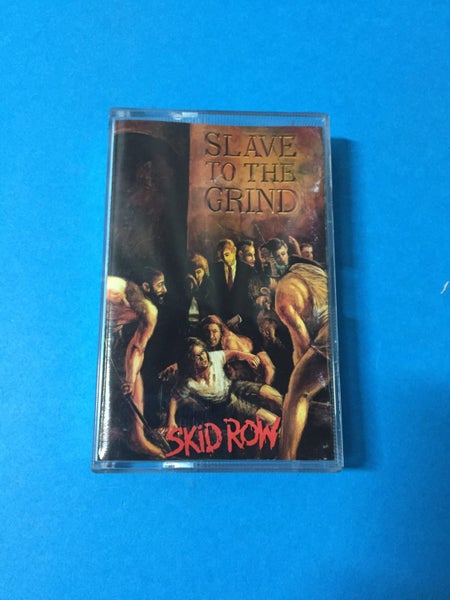 SLAVE
TO THE
GRIND
SKiD ROW